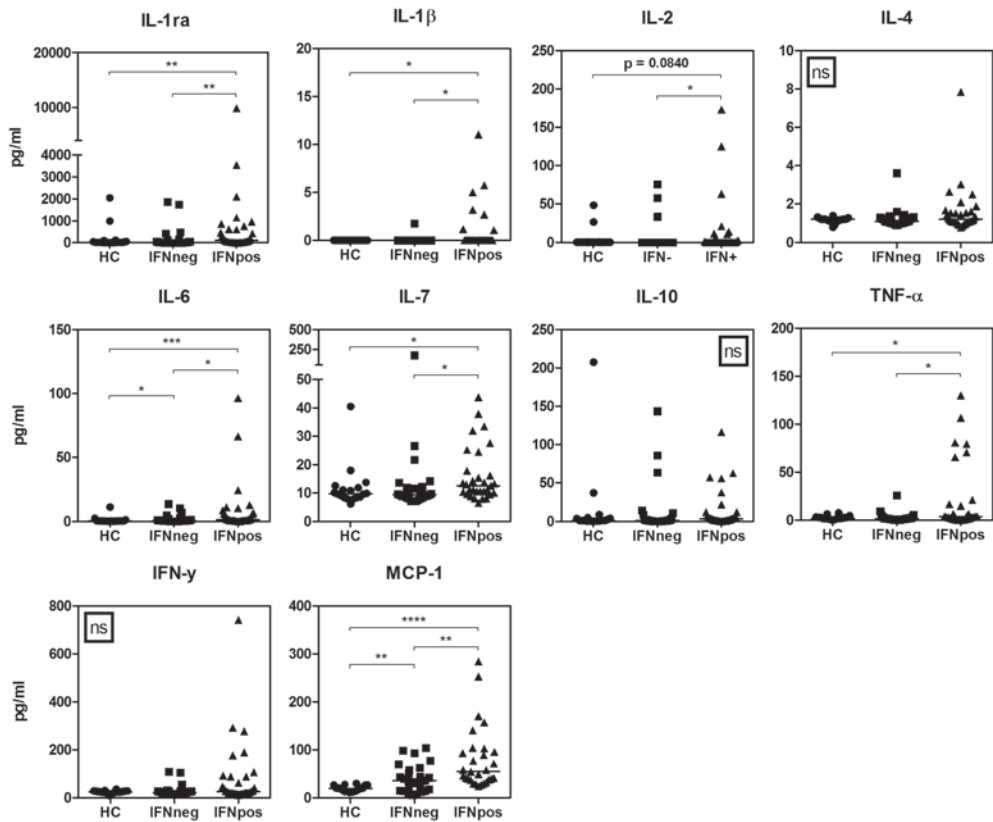 IL-1ra
pg/ml
20000
10000
4000
3000
2000
1000
0
**
**
HC IFNneg IFNpos
IL-1β
20
15
10
5
0
*
*
HC IFNneg IFNpos
IL-2
250
200
150
100
50
0
p = 0.0840
*
HC IFN- IFN+
IL-4
10
8
6
4
2
0
ns
HC IFNneg IFNpos
IL-6
pg/ml
150
100
50
0
***
*
*
HC IFNneg IFNpos
IL-7
500
250
50
40
30
20
10
0
*
*
HC IFNneg IFNpos
IL-10
250
200
150
100
50
0
ns
HC IFNneg IFNpos
TNF-α
200
150
100
50
0
*
*
HC IFNneg IFNpos
IFN-y
pg/ml
800
600
400
200
0
ns
HC IFNneg IFNpos
MCP-1
400
300
200
100
0
****
**
**
HC IFNneg IFNpos